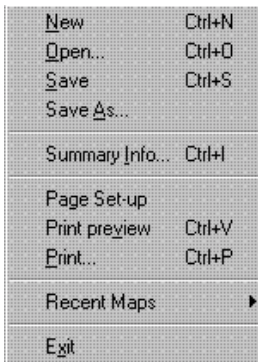 New Ctrl+N
Open... Ctrl+O
Save Ctrl+S
Save As...
Summary Info... Ctrl+I
Page Set-up
Print preview Ctrl+V
Print... Ctrl+P
Recent Maps
Exit